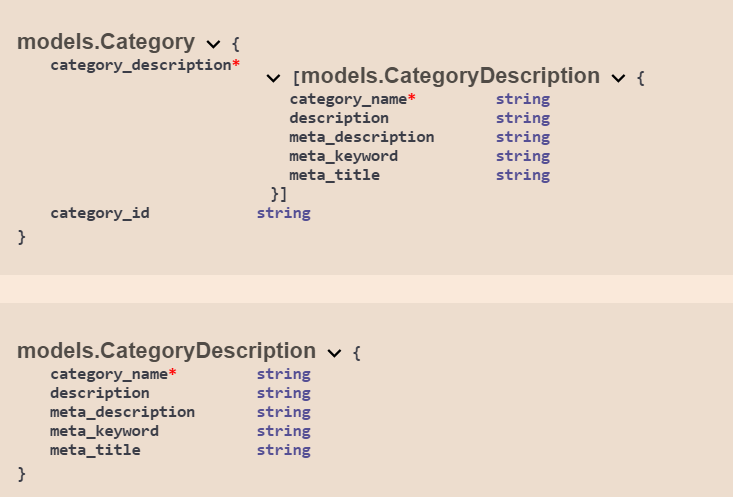 models.Category {
category_description*
[models.CategoryDescription {
category_name* string
description string
meta_description string
meta_keyword string
meta_title string
}]
category_id string
}
models.CategoryDescription {
category_name* string
description string
meta_description string
meta_keyword string
meta_title string
}